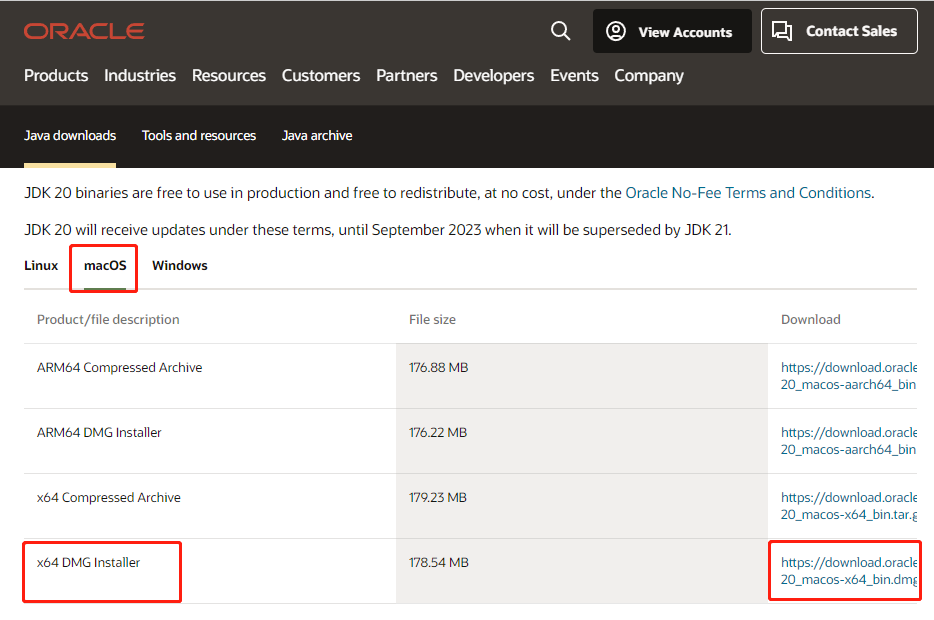 ORACLE
View Accounts
Contact Sales
Products Industries Resources Customers Partners Developers Events Company
Java downloads Tools and resources Java archive
JDK 20 binaries are free to use in production and free to redistribute, at no cost, under the Oracle No-Fee Terms and Conditions.
JDK 20 will receive updates under these terms, until September 2023 when it will be superseded by JDK 21.
Linux macOS Windows
Product/file description File size Download
ARM64 Compressed Archive 176.88 MB https://download.oracle
20_macos-aarch64_bin
ARM64 DMG Installer 176.22 MB https://download.oracle
20_macos-aarch64_bin
x64 Compressed Archive 179.23 MB https://download.oracle
20_macos-x64_bin.tar.g
x64 DMG Installer 178.54 MB https://download.oracle
20_macos-x64_bin.dmg